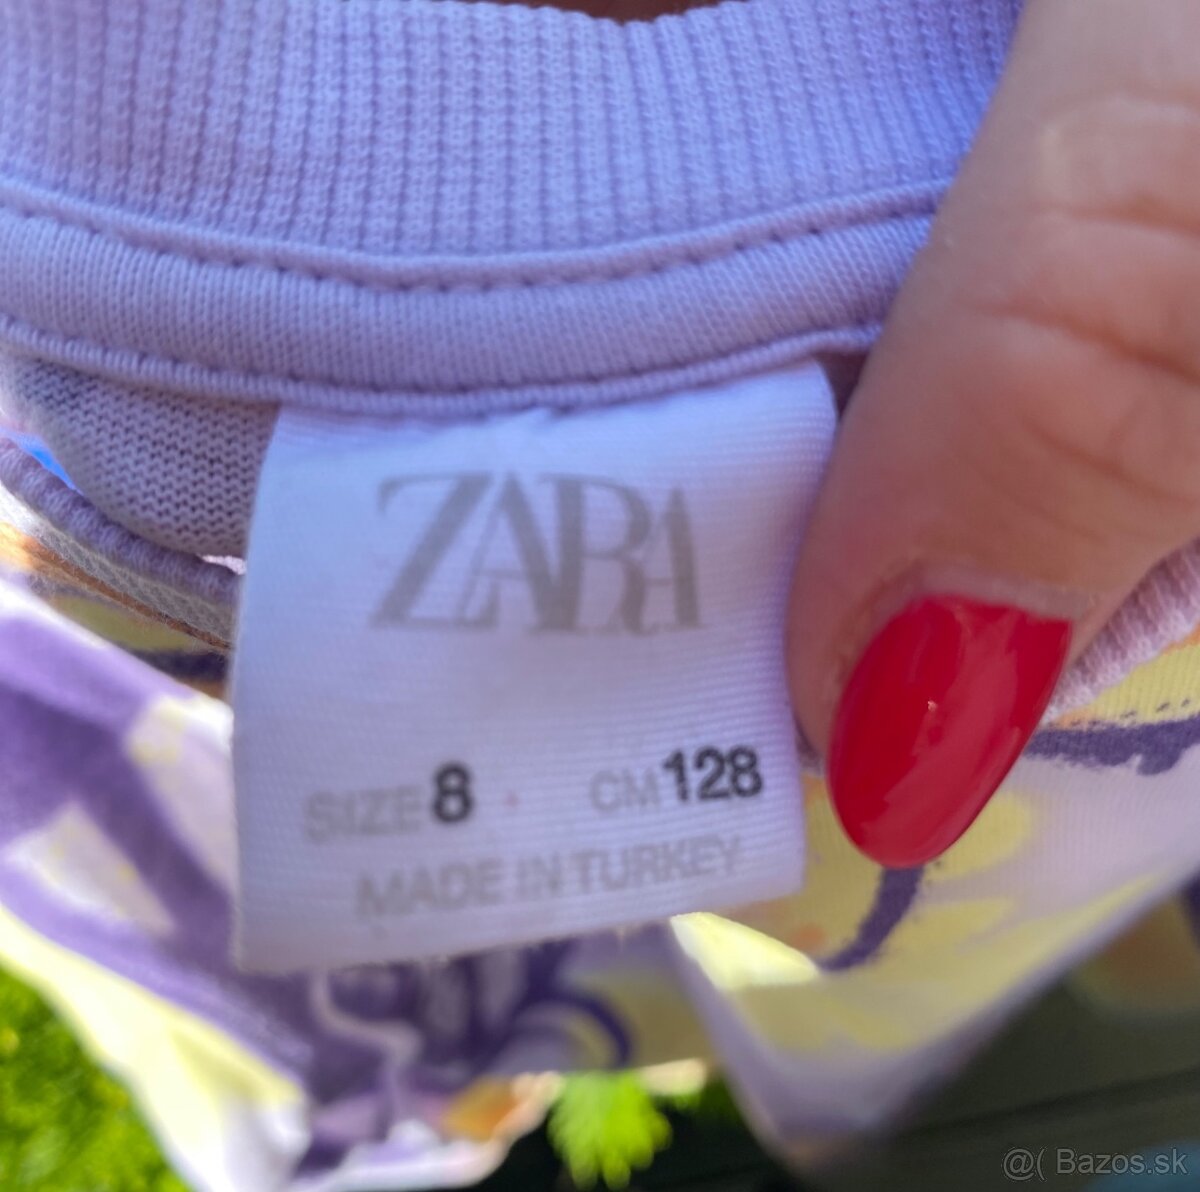 ZARA
SIZE 8 CM 128
MADE IN TURKEY
@( Bazos.sk